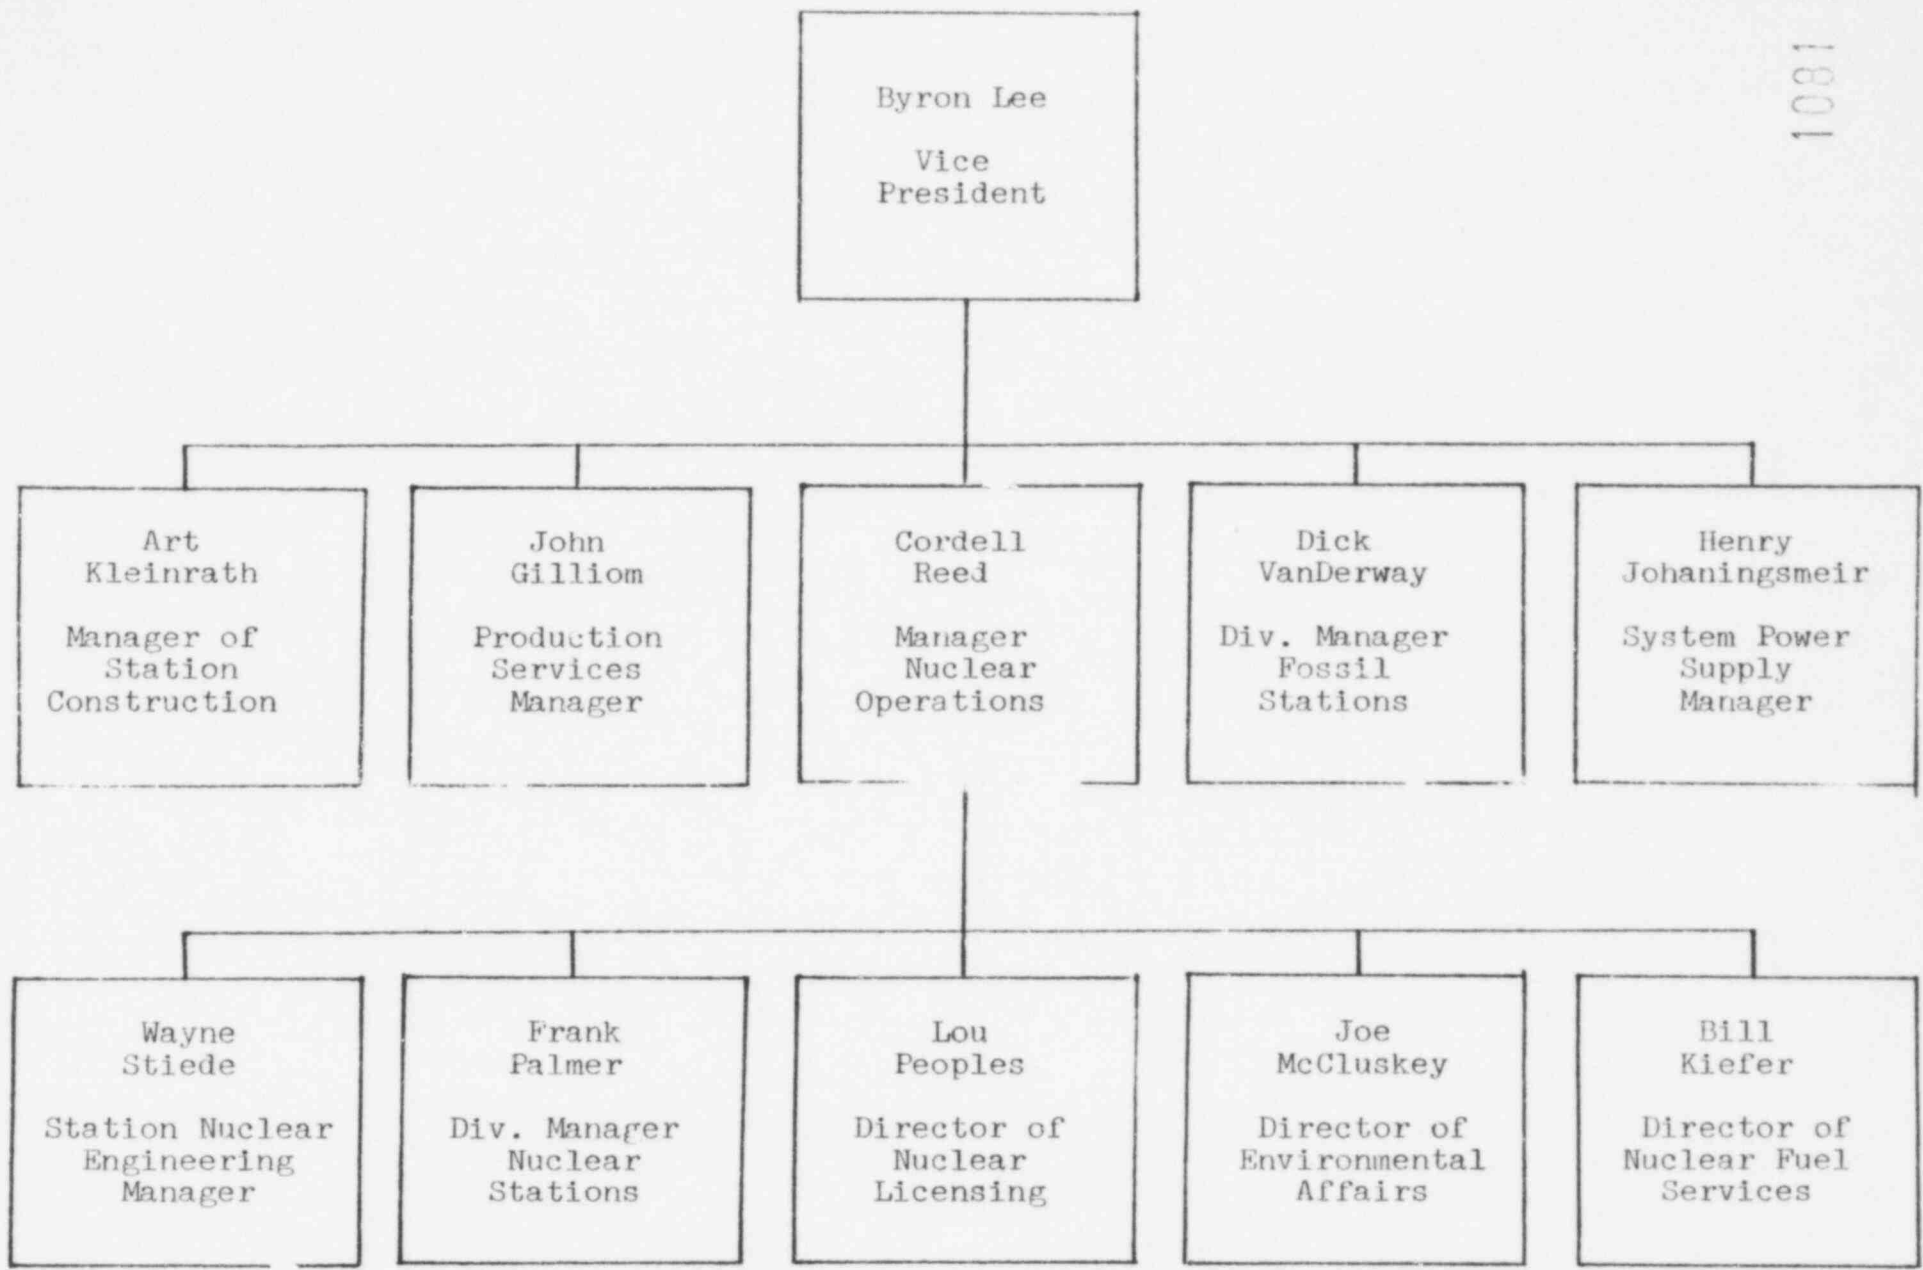 1081
Byron Lee
Vice
President
Art
Kleinrath
Manager of
Station
Construction
John
Gilliom
Production
Services
Manager
Cordell
Reed
Manager
Nuclear
Operations
Dick
VanDerway
Div. Manager
Fossil
Stations
Henry
Johaningsmeir
System Power
Supply
Manager
Wayne
Stiede
Station Nuclear
Engineering
Manager
Frank
Palmer
Div. Manager
Nuclear
Stations
Lou
Peoples
Director of
Nuclear
Licensing
Joe
McCluskey
Director of
Environmental
Affairs
Bill
Kiefer
Director of
Nuclear Fuel
Services